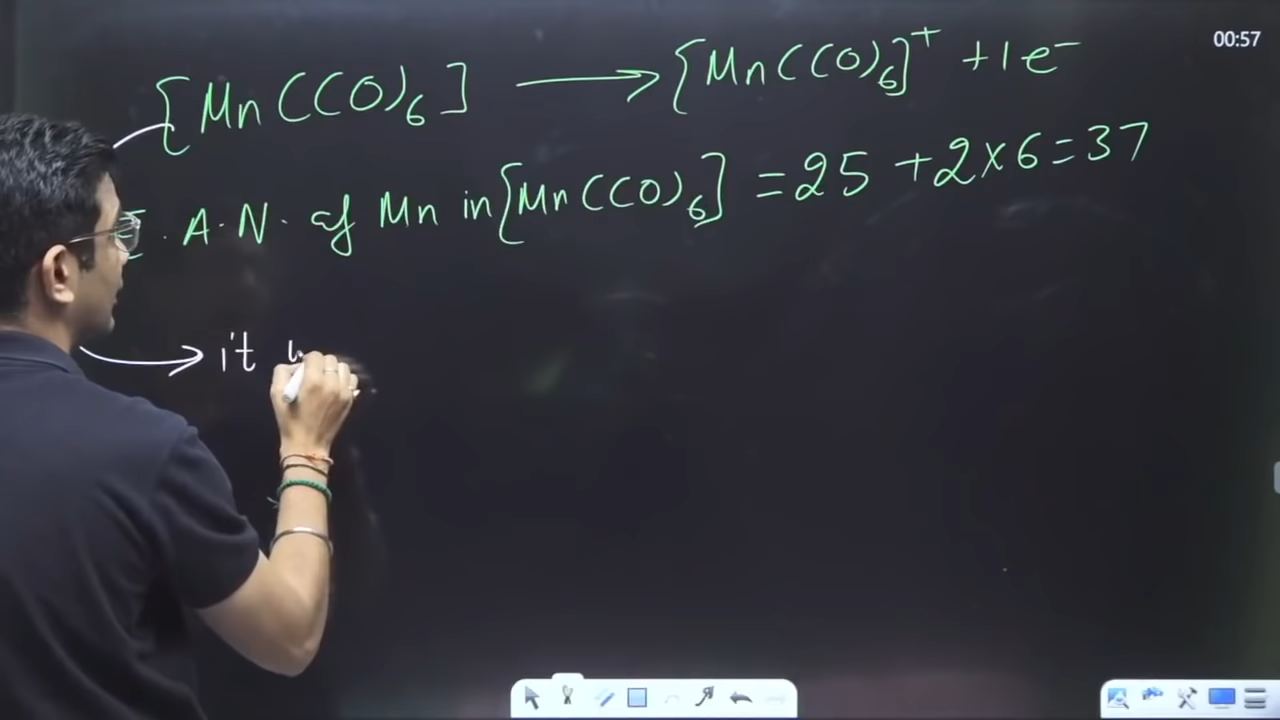 00:57
[Mn(CO)6] → [Mn(CO)6]+ + 1e-
E.A.N. of Mn in [Mn(CO)6] = 25 + 2×6 = 37
→ it